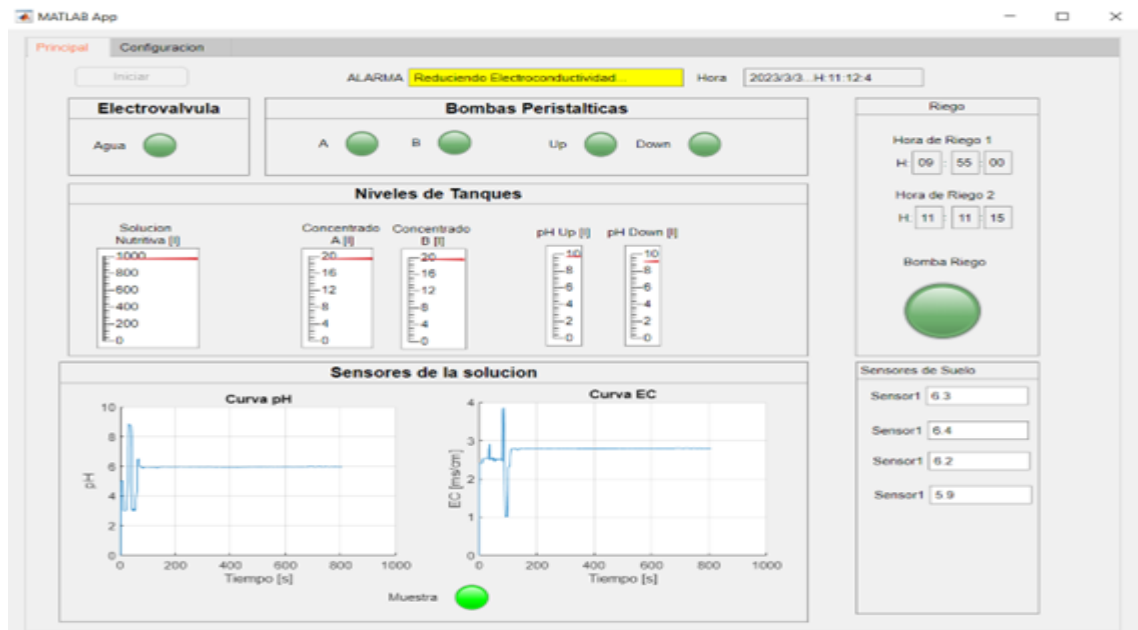 MATLAB App
Principal Configuracion
Iniciar ALARMA Reduciendo Electroconductividad... Hora 2023/3/3...H:11:12:4
Electrovalvula
Agua
Bombas Peristalticas
A B Up Down
Niveles de Tanques
Solucion
Nutritiva [l]
1000
800
600
400
200
0
Concentrado
A [l]
20
16
12
8
4
0
Concentrado
B [l]
20
16
12
8
4
0
pH Up [l]
10
8
6
4
2
0
pH Down [l]
10
8
6
4
2
0
Riego
Hora de Riego 1
H: 09 : 55 : 00
Hora de Riego 2
H: 11 : 11 : 15
Bomba Riego
Sensores de la solucion
Curva pH
pH
10
8
6
4
2
0
0 200 400 600 800 1000
Tiempo [s]
Curva EC
EC [ms/cm]
4
3
2
1
0
0 200 400 600 800 1000
Tiempo [s]
Muestra
Sensores de Suelo
Sensor1 6.3
Sensor1 6.4
Sensor1 6.2
Sensor1 5.9